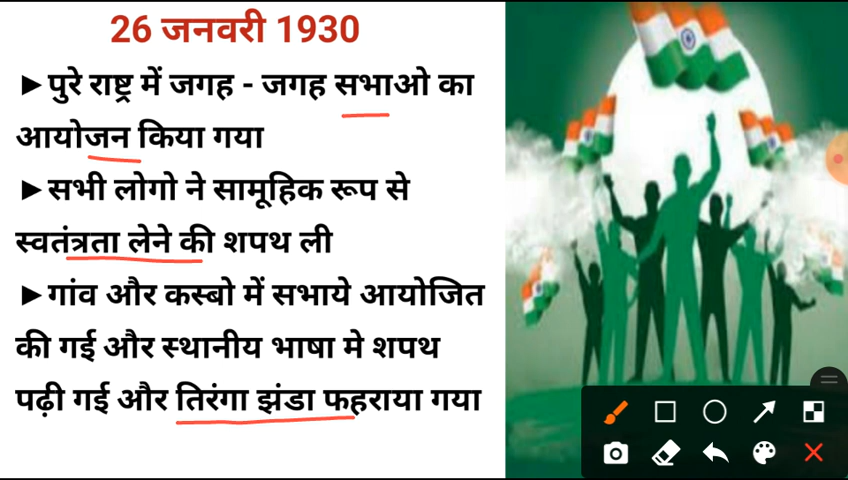 26 जनवरी 1930
►पुरे राष्ट्र में जगह - जगह सभाओ का
आयोजन किया गया
►सभी लोगो ने सामूहिक रूप से
स्वतंत्रता लेने की शपथ ली
►गांव और कस्बो में सभाये आयोजित
की गई और स्थानीय भाषा मे शपथ
पढ़ी गई और तिरंगा झंडा फहराया गया